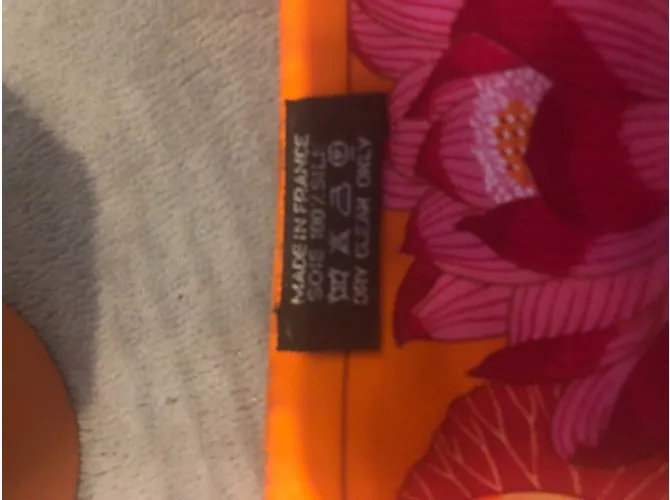 MADE IN FRANCE
SOIE 100% SILK
DRY CLEAN ONLY